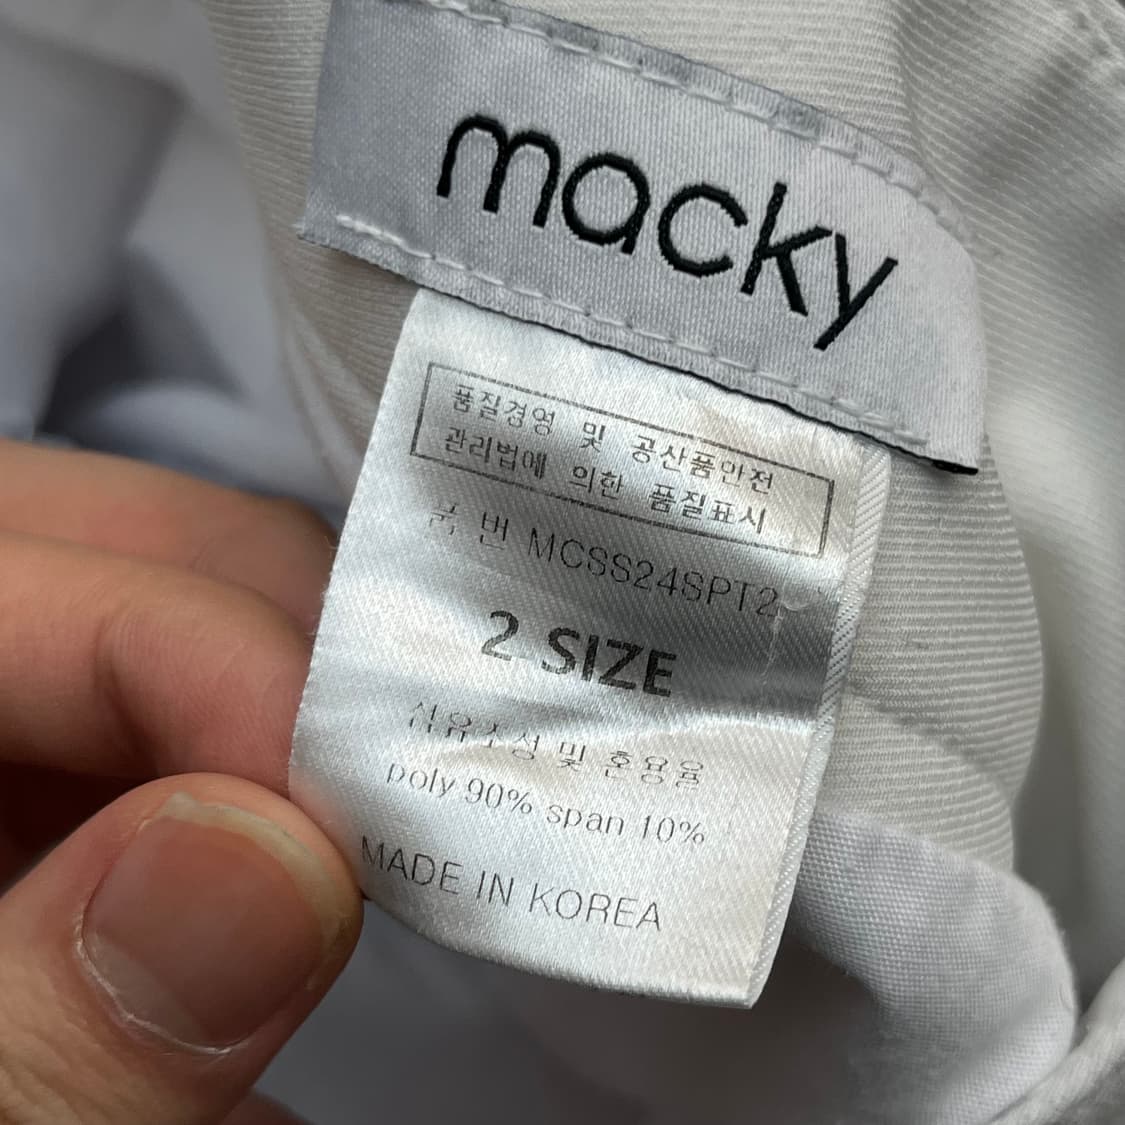 macky
품질경영 및 공산품안전
관리법에 의한 품질표시
품 번 MCSS24SPT2
2 SIZE
섬유조성 및 혼용율
poly 90% span 10%
MADE IN KOREA